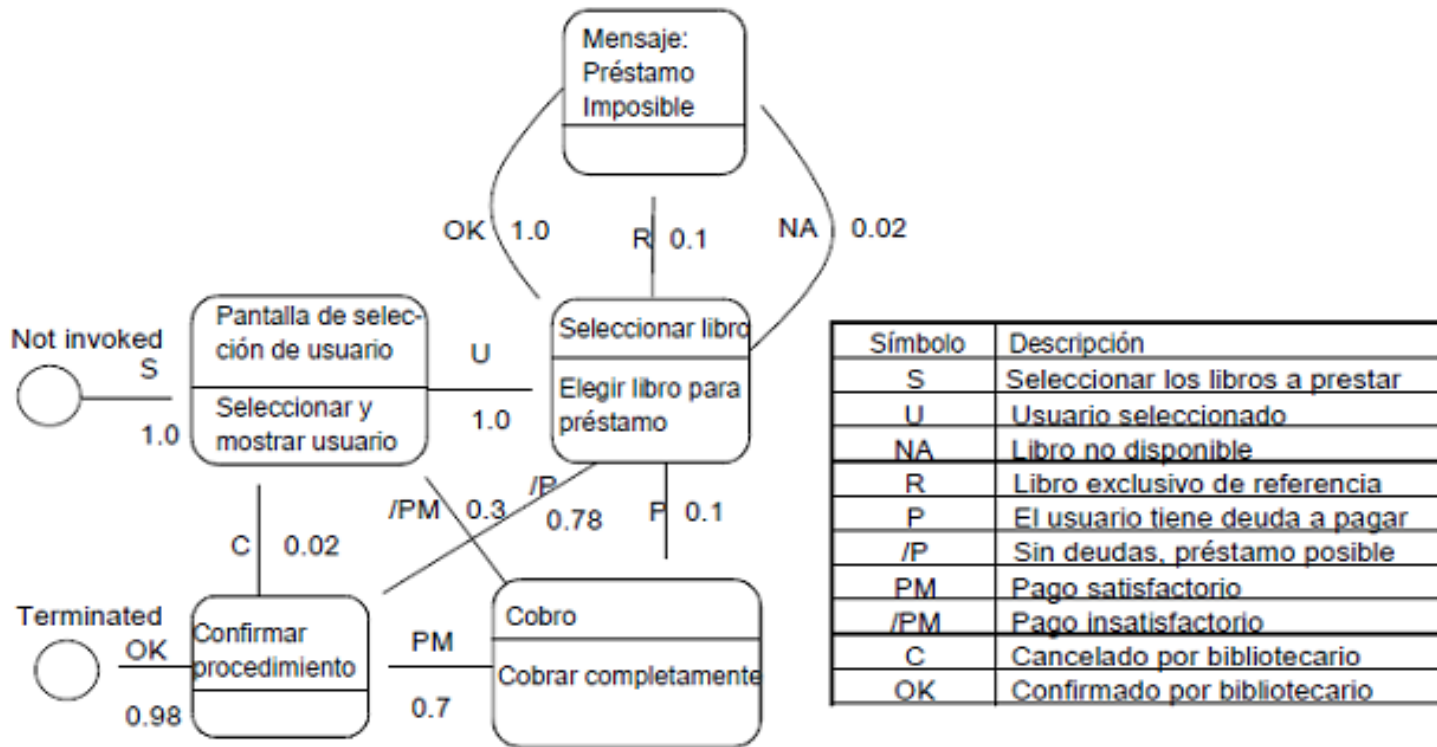 Mensaje:
Préstamo
Imposible
OK 1.0
R 0.1
NA 0.02
Not invoked
S
1.0
Pantalla de selec-
ción de usuario
Seleccionar y
mostrar usuario
U
1.0
Seleccionar libro
Elegir libro para
préstamo
/PM 0.3
/P
0.78
P 0.1
C 0.02
Terminated
OK
0.98
Confirmar
procedimiento
PM
0.7
Cobro
Cobrar completamente
Símbolo Descripción
S Seleccionar los libros a prestar
U Usuario seleccionado
NA Libro no disponible
R Libro exclusivo de referencia
P El usuario tiene deuda a pagar
/P Sin deudas, préstamo posible
PM Pago satisfactorio
/PM Pago insatisfactorio
C Cancelado por bibliotecario
OK Confirmado por bibliotecario